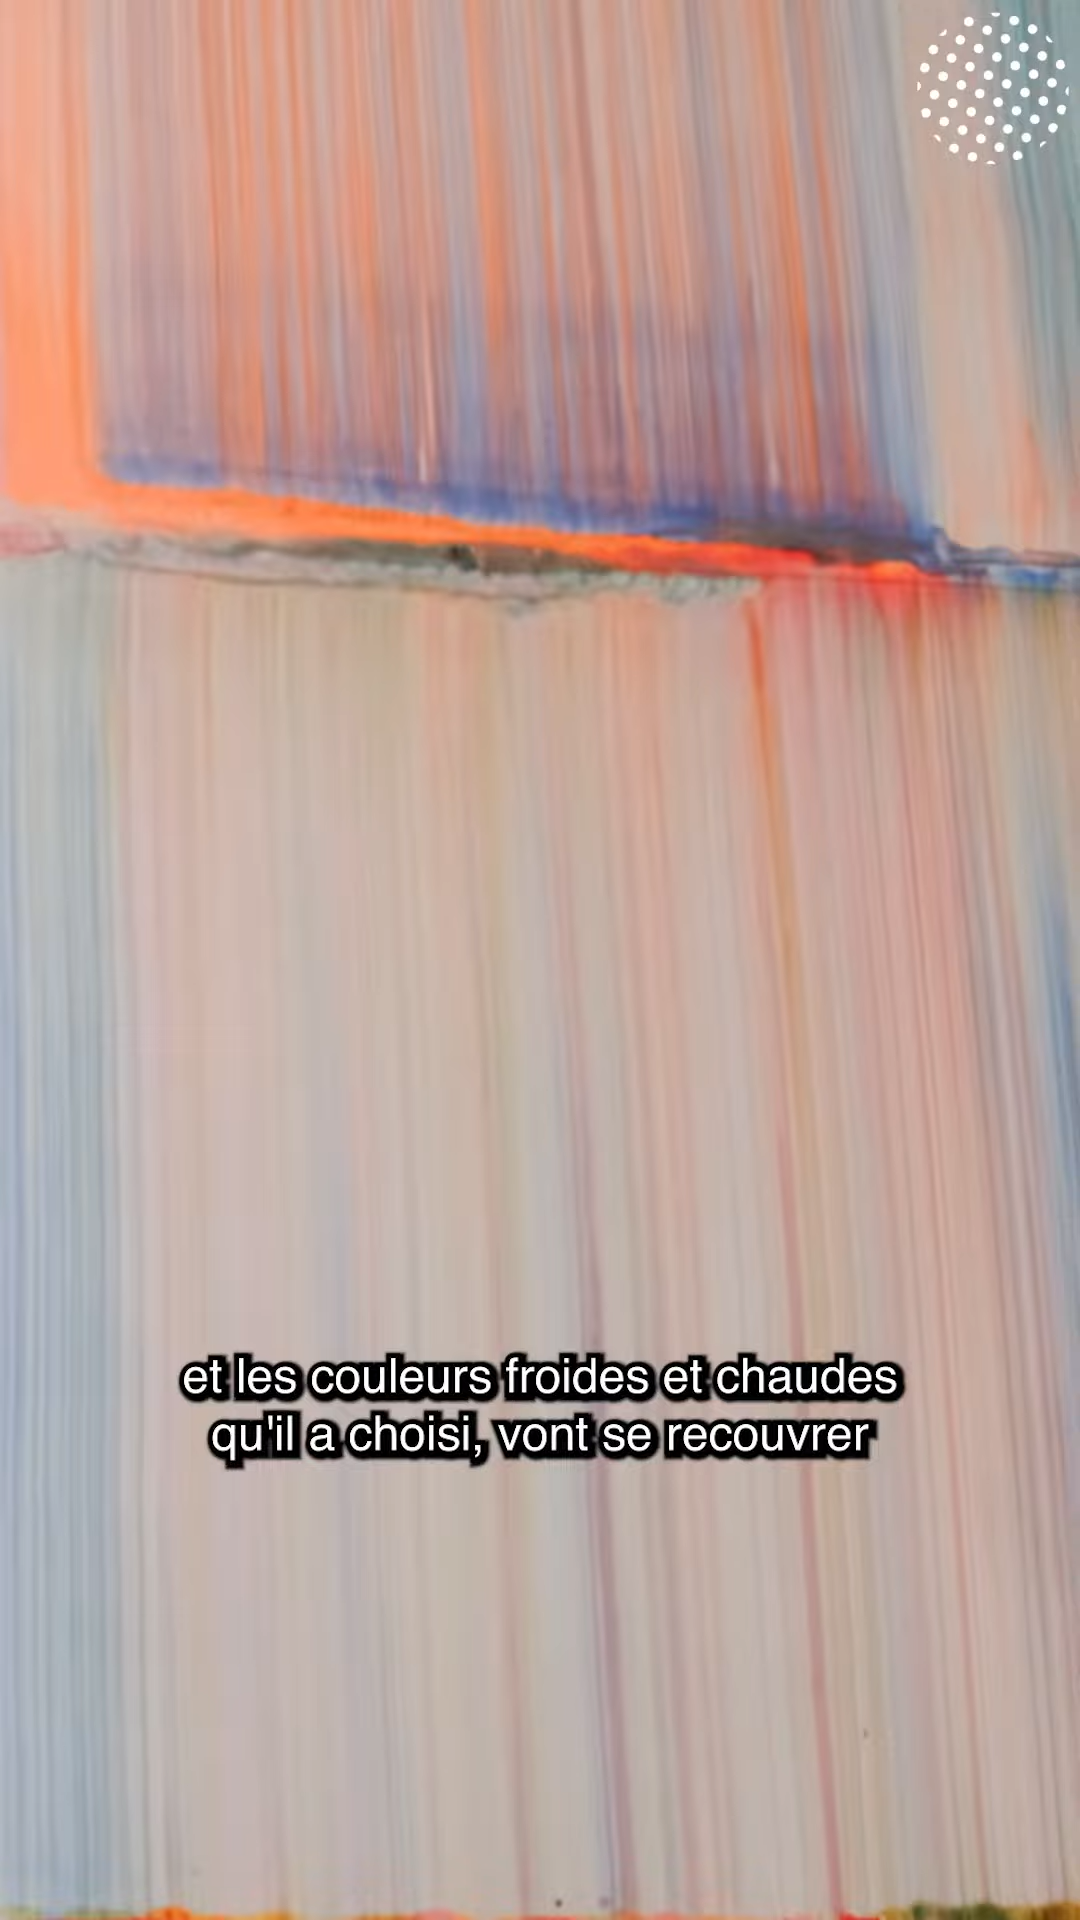 et les couleurs froides et chaudes
qu'il a choisi, vont se recouvrer